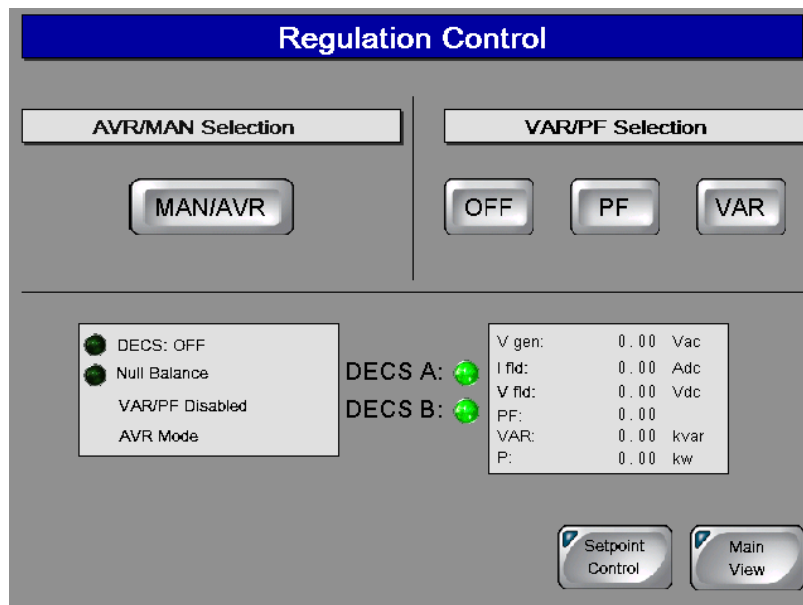 Regulation Control
AVR/MAN Selection
VAR/PF Selection
MAN/AVR
OFF
PF
VAR
DECS: OFF
Null Balance
VAR/PF Disabled
AVR Mode
DECS A:
DECS B:
V gen: 0.00 Vac
I fld: 0.00 Adc
V fld: 0.00 Vdc
PF: 0.00
VAR: 0.00 kvar
P: 0.00 kw
Setpoint
Control
Main
View